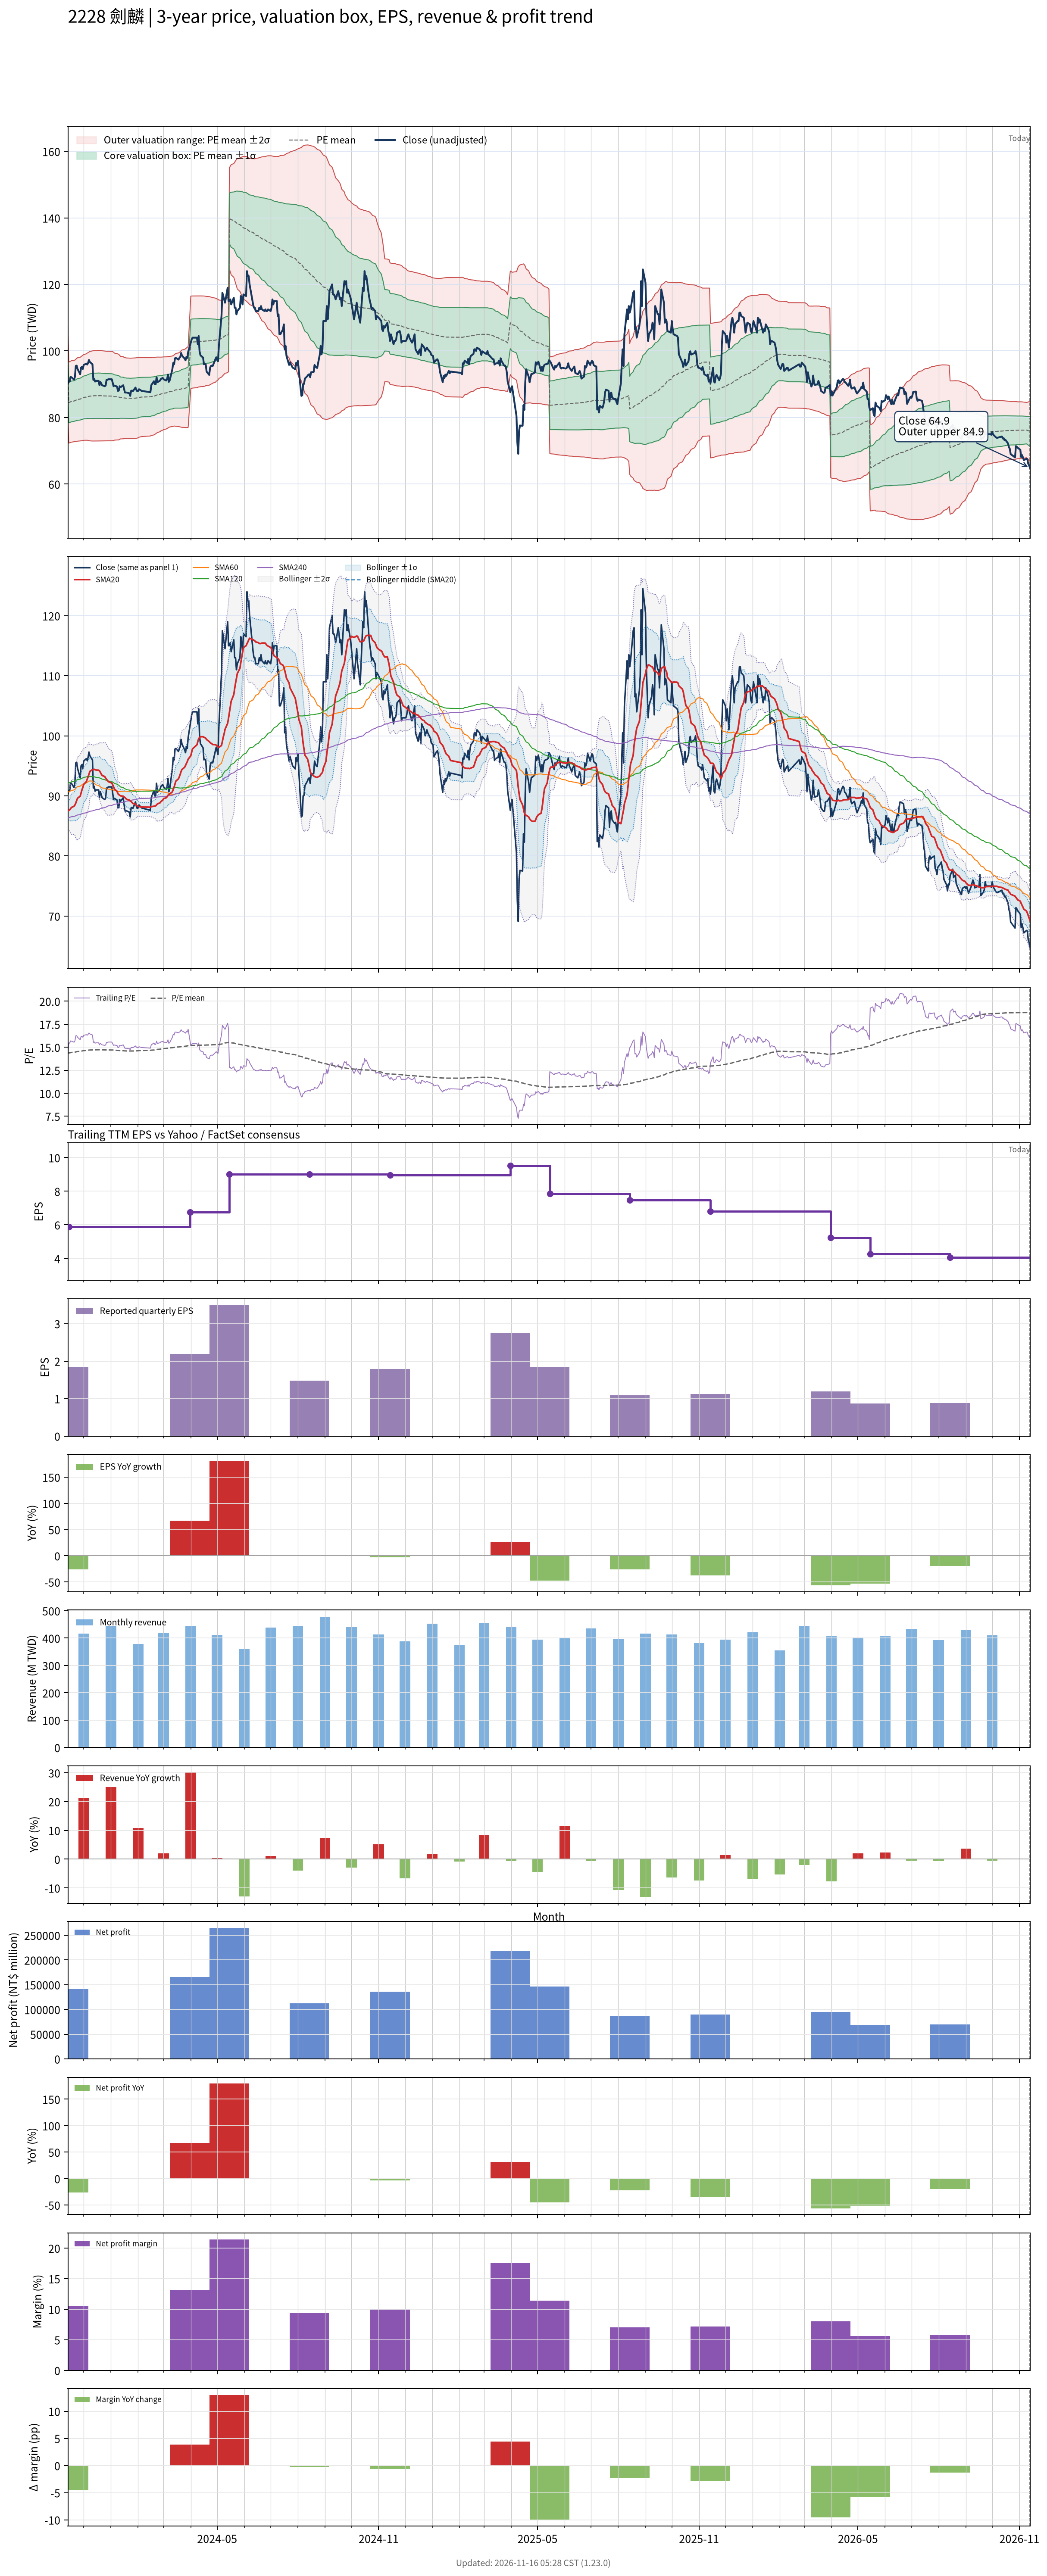 2228 劍麟 | 3-year price, valuation box, EPS, revenue & profit trend
Outer valuation range: PE mean ±2σ
PE mean
Close (unadjusted)
Core valuation box: PE mean ±1σ
Today
Price (TWD)
160
140
120
100
80
60
Close 64.9
Outer upper 84.9
Close (same as panel 1)
SMA20
SMA60
SMA120
SMA240
Bollinger ±2σ
Bollinger ±1σ
Bollinger middle (SMA20)
Price
120
110
100
90
80
70
Trailing P/E
P/E mean
P/E
20.0
17.5
15.0
12.5
10.0
7.5
Trailing TTM EPS vs Yahoo / FactSet consensus
Today
EPS
10
8
6
4
Reported quarterly EPS
EPS
3
2
1
0
EPS YoY growth
YoY (%)
150
100
50
0
-50
Monthly revenue
Revenue (M TWD)
500
400
300
200
100
0
Revenue YoY growth
YoY (%)
30
20
10
0
-10
Month
Net profit
Net profit (NT$ million)
250000
200000
150000
100000
50000
0
Net profit YoY
YoY (%)
150
100
50
0
-50
Net profit margin
Margin (%)
20
15
10
5
0
Margin YoY change
Δ margin (pp)
10
5
0
-5
-10
2024-05
2024-11
2025-05
2025-11
2026-05
2026-11
Updated: 2026-11-16 05:28 CST (1.23.0)